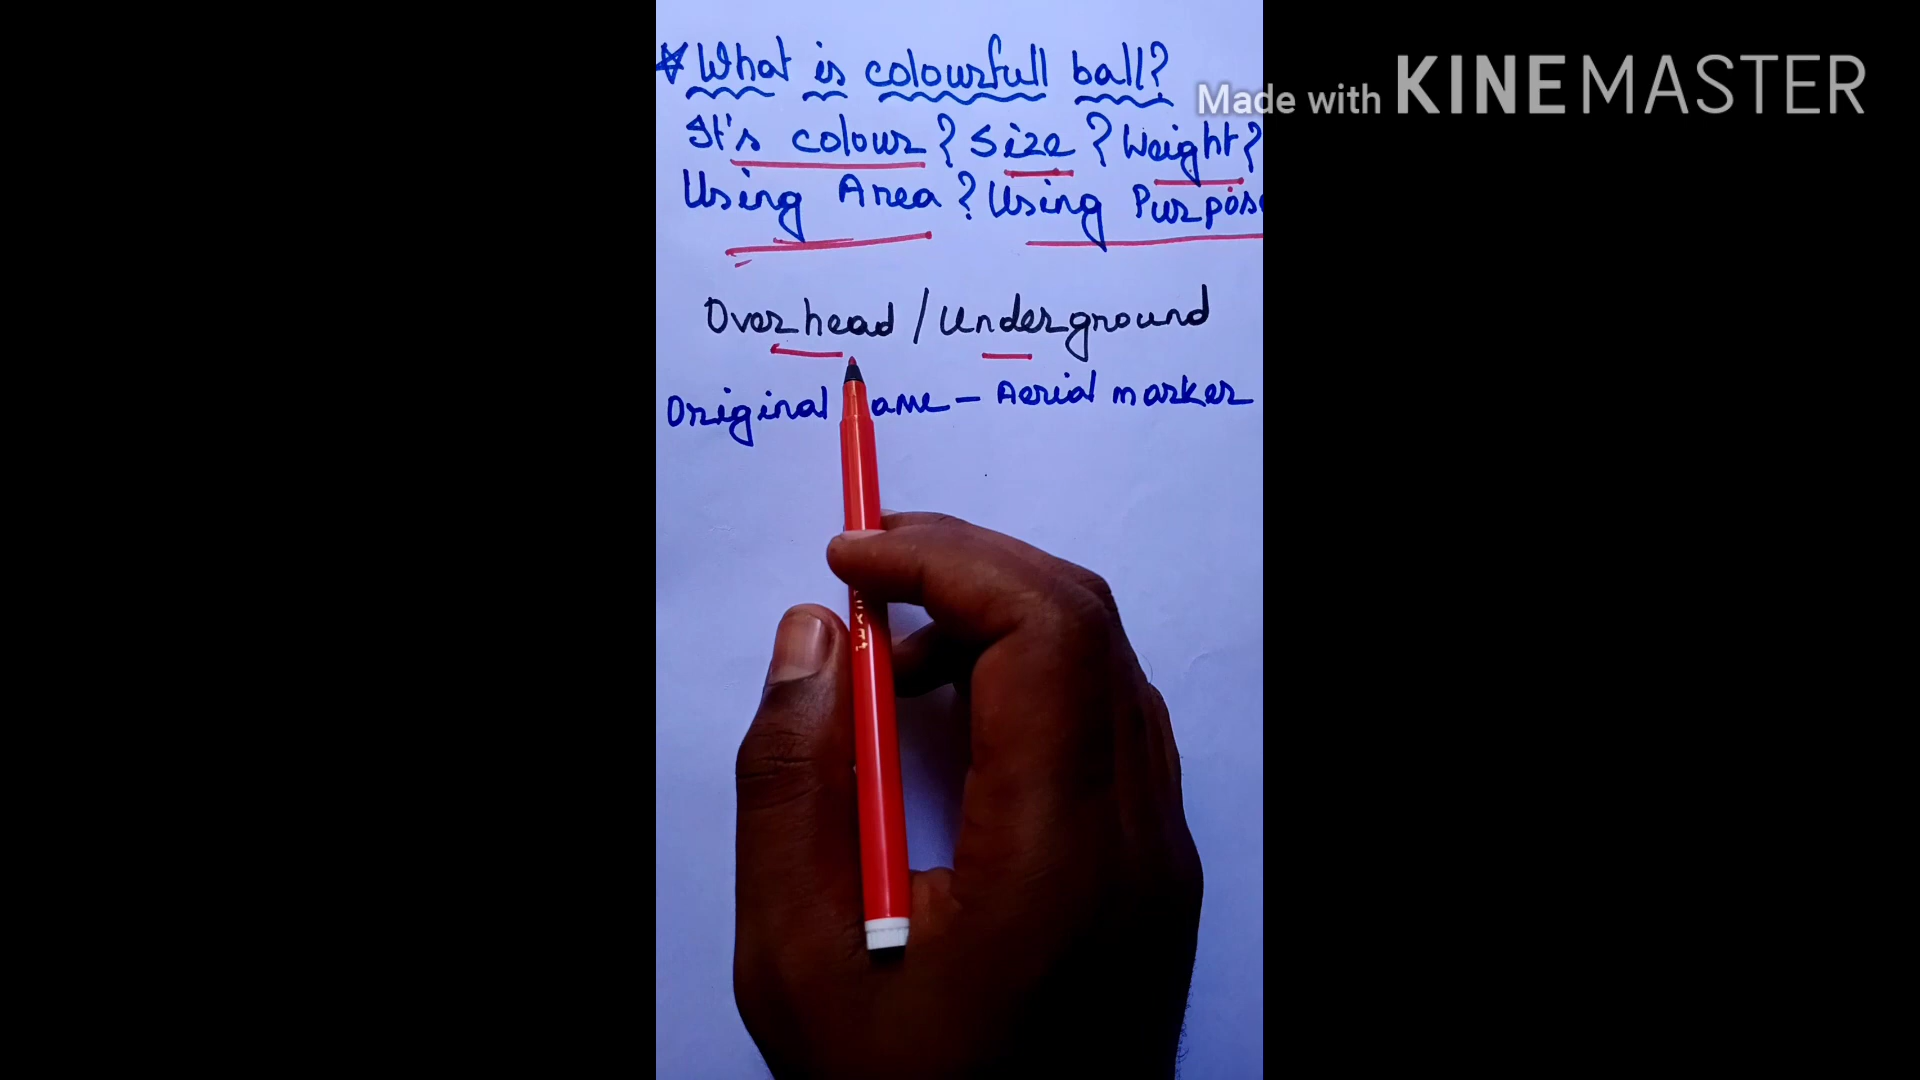 What is colourfull ball?
Made with KINEMASTER
It's colour? Size? Weight?
Using Area? Using Purpos
Overhead / Underground
Original ame - Aerial marker